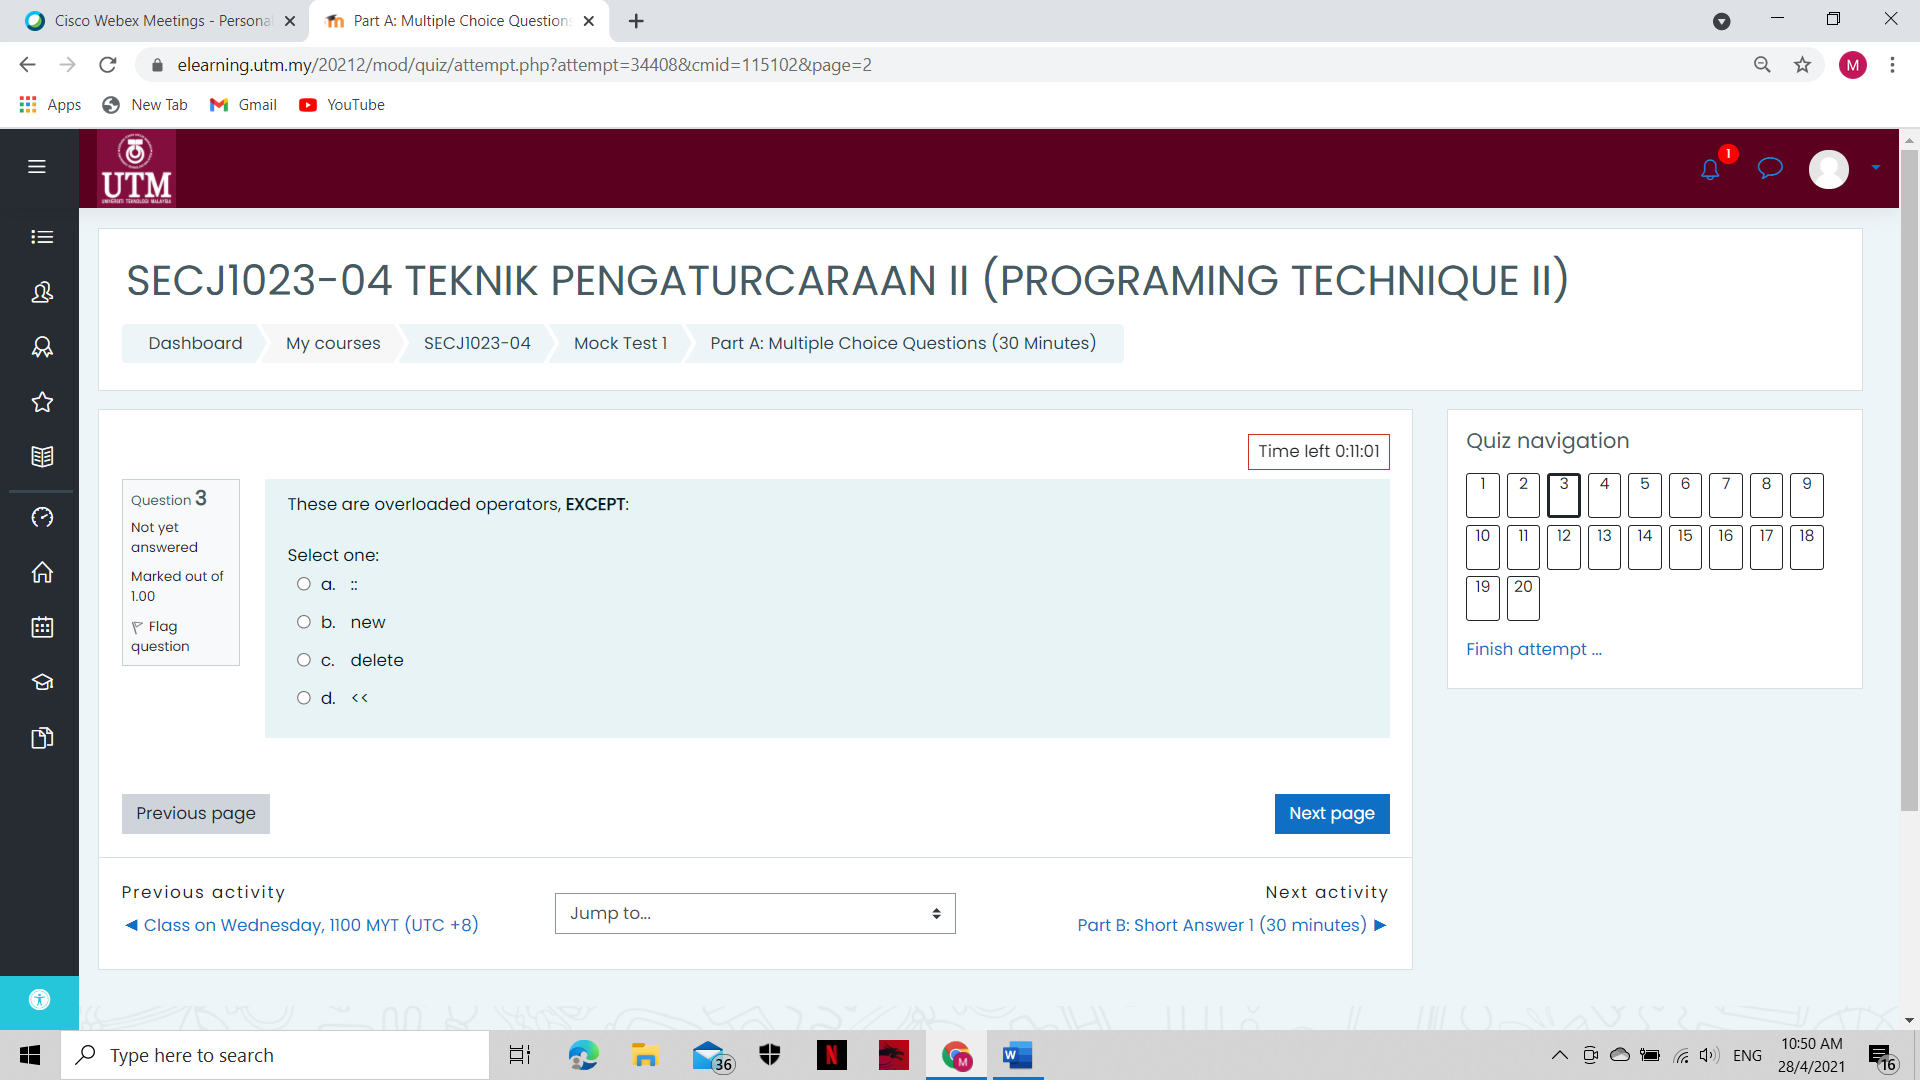 Cisco Webex Meetings - Persona
Part A: Multiple Choice Questions
elearning.utm.my/20212/mod/quiz/attempt.php?attempt=34408&cmid=115102&page=2
M
Apps
New Tab
Gmail
YouTube
UTM
UNIVERSITI TEKNOLOGI MALAYSIA
1
SECJ1023-04 TEKNIK PENGATURCARAAN II (PROGRAMING TECHNIQUE II)
Dashboard
My courses
SECJ1023-04
Mock Test 1
Part A: Multiple Choice Questions (30 Minutes)
Time left 0:11:01
Question 3
Not yet
answered
Marked out of
1.00
Flag
question
These are overloaded operators, EXCEPT:
Select one:
a. ::
b. new
c. delete
d. <<
Previous page
Next page
Previous activity
◀ Class on Wednesday, 1100 MYT (UTC +8)
Jump to...
Next activity
Part B: Short Answer 1 (30 minutes) ▶
Quiz navigation
1 2 3 4 5 6 7 8 9
10 11 12 13 14 15 16 17 18
19 20
Finish attempt ...
Type here to search
36
N
M
W
ENG
10:50 AM
28/4/2021
16